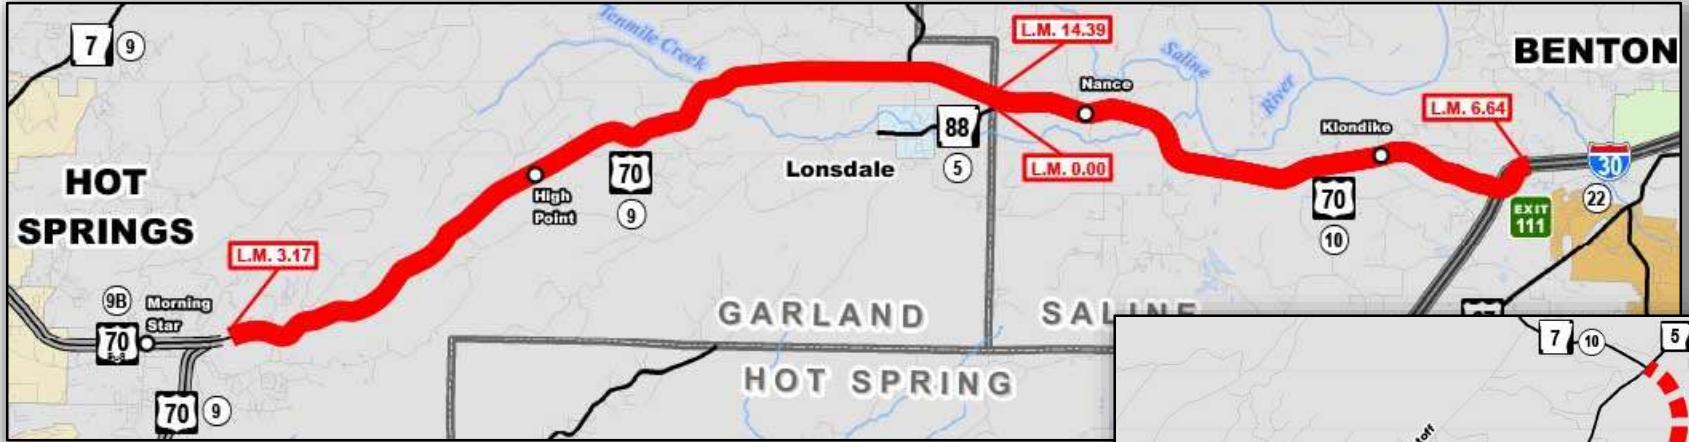 7
9
Tenmile Creek
L.M. 14.39
Saline
River
BENTON
Nance
L.M. 6.64
Klondike
88
5
Lonsdale
L.M. 0.00
70
9
High
Point
HOT
SPRINGS
70
10
30
22
EXIT
111
L.M. 3.17
9B
Morning
Star
70
GARLAND
SALINE
70
9
HOT SPRING
7
10
5